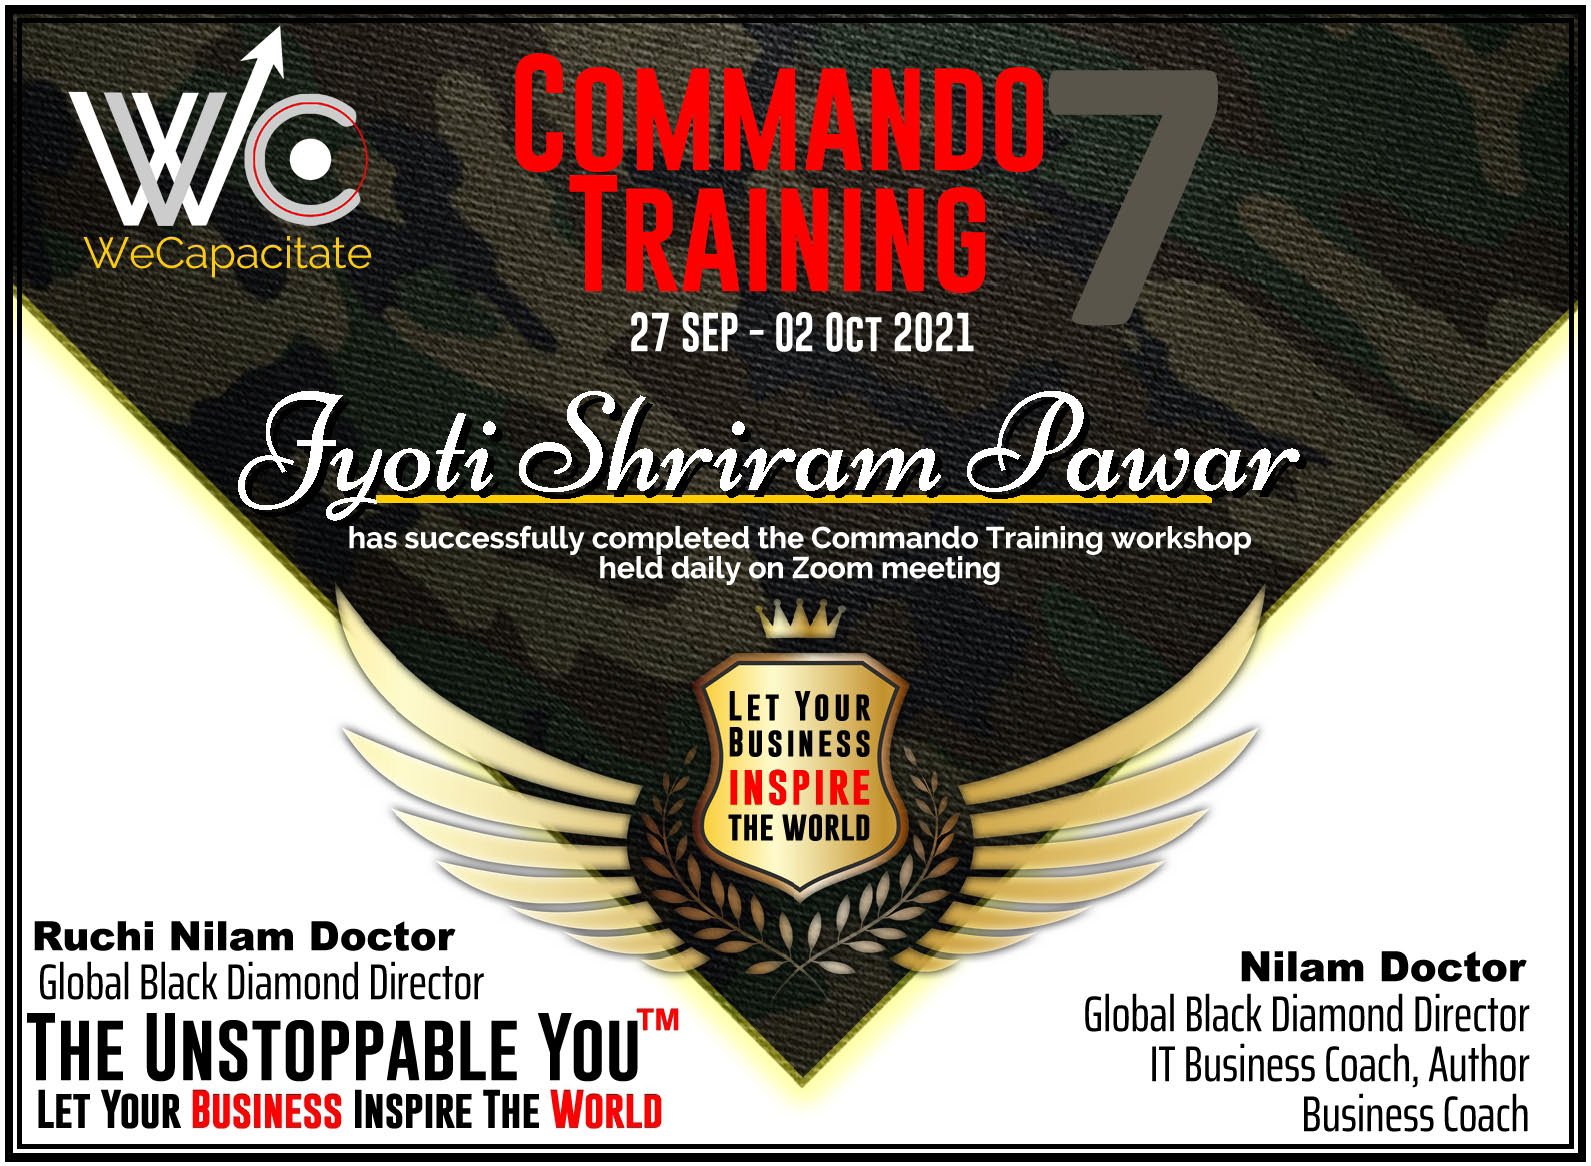 WC
WeCapacitate
COMMANDO 7
TRAINING
27 SEP - 02 OCT 2021
Jyoti Shriram Pawar
has successfully completed the Commando Training workshop
held daily on Zoom meeting
LET YOUR
BUSINESS
INSPIRE
THE WORLD
Ruchi Nilam Doctor
Global Black Diamond Director
THE UNSTOPPABLE YOU™
LET YOUR BUSINESS INSPIRE THE WORLD
Nilam Doctor
Global Black Diamond Director
IT Business Coach, Author
Business Coach